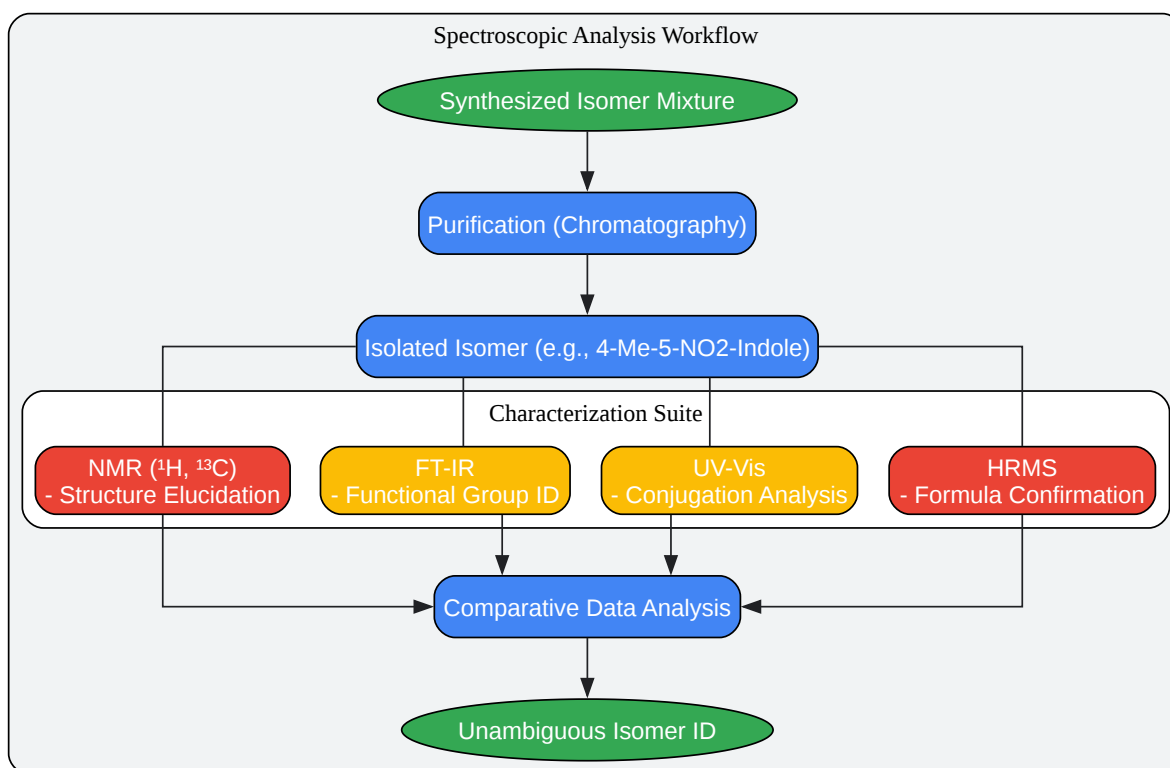 Spectroscopic Analysis Workflow
Synthesized Isomer Mixture
Purification (Chromatography)
Isolated Isomer (e.g., 4-Me-5-NO2-Indole)
Characterization Suite
NMR (¹H, ¹³C)
- Structure Elucidation
FT-IR
- Functional Group ID
UV-Vis
- Conjugation Analysis
HRMS
- Formula Confirmation
Comparative Data Analysis
Unambiguous Isomer ID